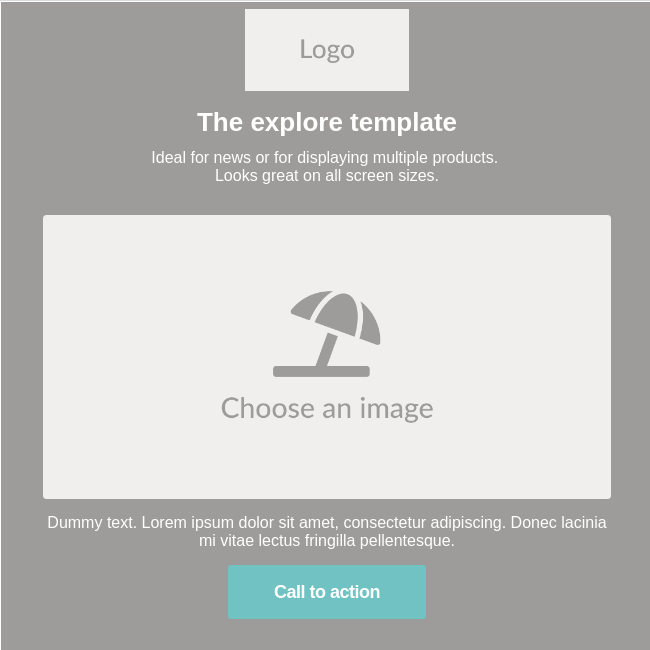 Logo
The explore template
Ideal for news or for displaying multiple products.
Looks great on all screen sizes.
Choose an image
Dummy text. Lorem ipsum dolor sit amet, consectetur adipiscing. Donec lacinia
mi vitae lectus fringilla pellentesque.
Call to action